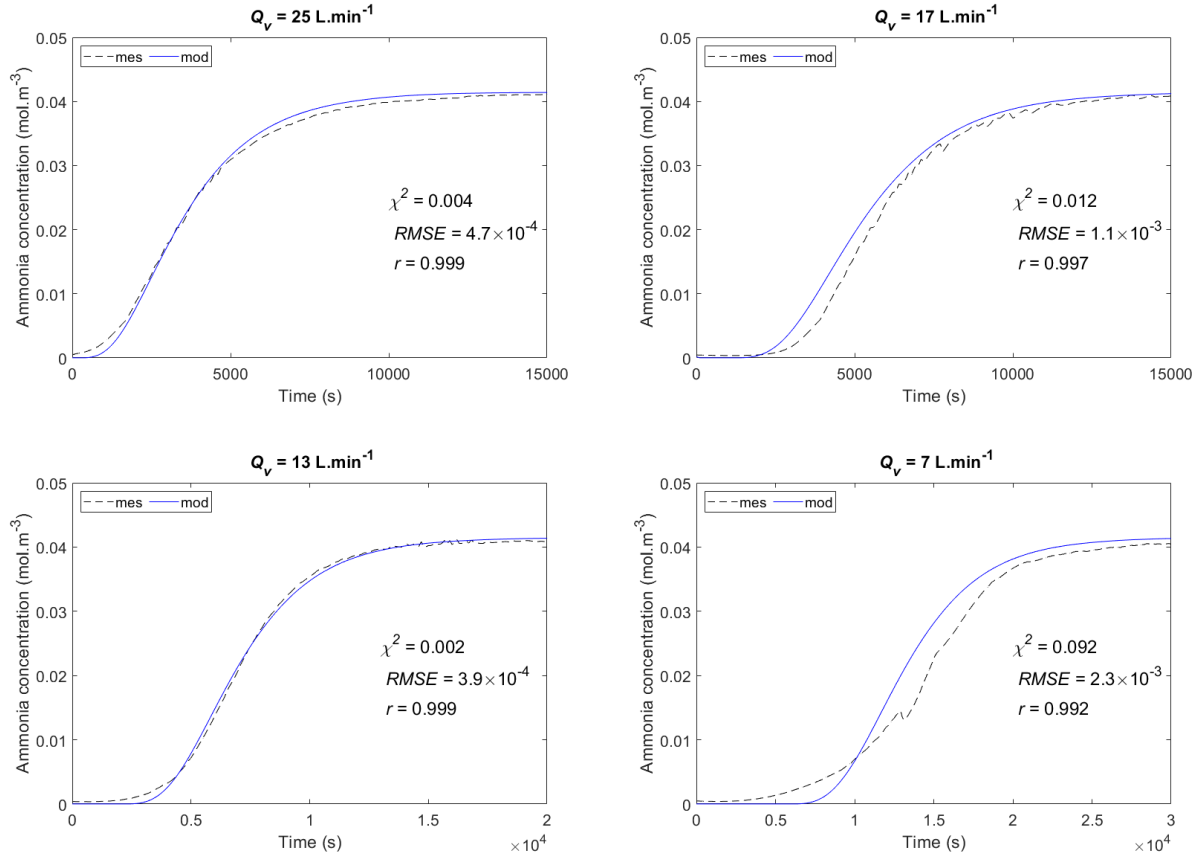 Q_v = 25 L.min^-1
mes mod
Ammonia concentration (mol.m^-3)
0.05
0.04
0.03
0.02
0.01
0
χ^2 = 0.004
RMSE = 4.7×10^-4
r = 0.999
0 5000 10000 15000
Time (s)
Q_v = 17 L.min^-1
mes mod
Ammonia concentration (mol.m^-3)
0.05
0.04
0.03
0.02
0.01
0
χ^2 = 0.012
RMSE = 1.1×10^-3
r = 0.997
0 5000 10000 15000
Time (s)
Q_v = 13 L.min^-1
mes mod
Ammonia concentration (mol.m^-3)
0.05
0.04
0.03
0.02
0.01
0
χ^2 = 0.002
RMSE = 3.9×10^-4
r = 0.999
0 0.5 1 1.5 2
Time (s)
×10^4
Q_v = 7 L.min^-1
mes mod
Ammonia concentration (mol.m^-3)
0.05
0.04
0.03
0.02
0.01
0
χ^2 = 0.092
RMSE = 2.3×10^-3
r = 0.992
0 0.5 1 1.5 2 2.5 3
Time (s)
×10^4